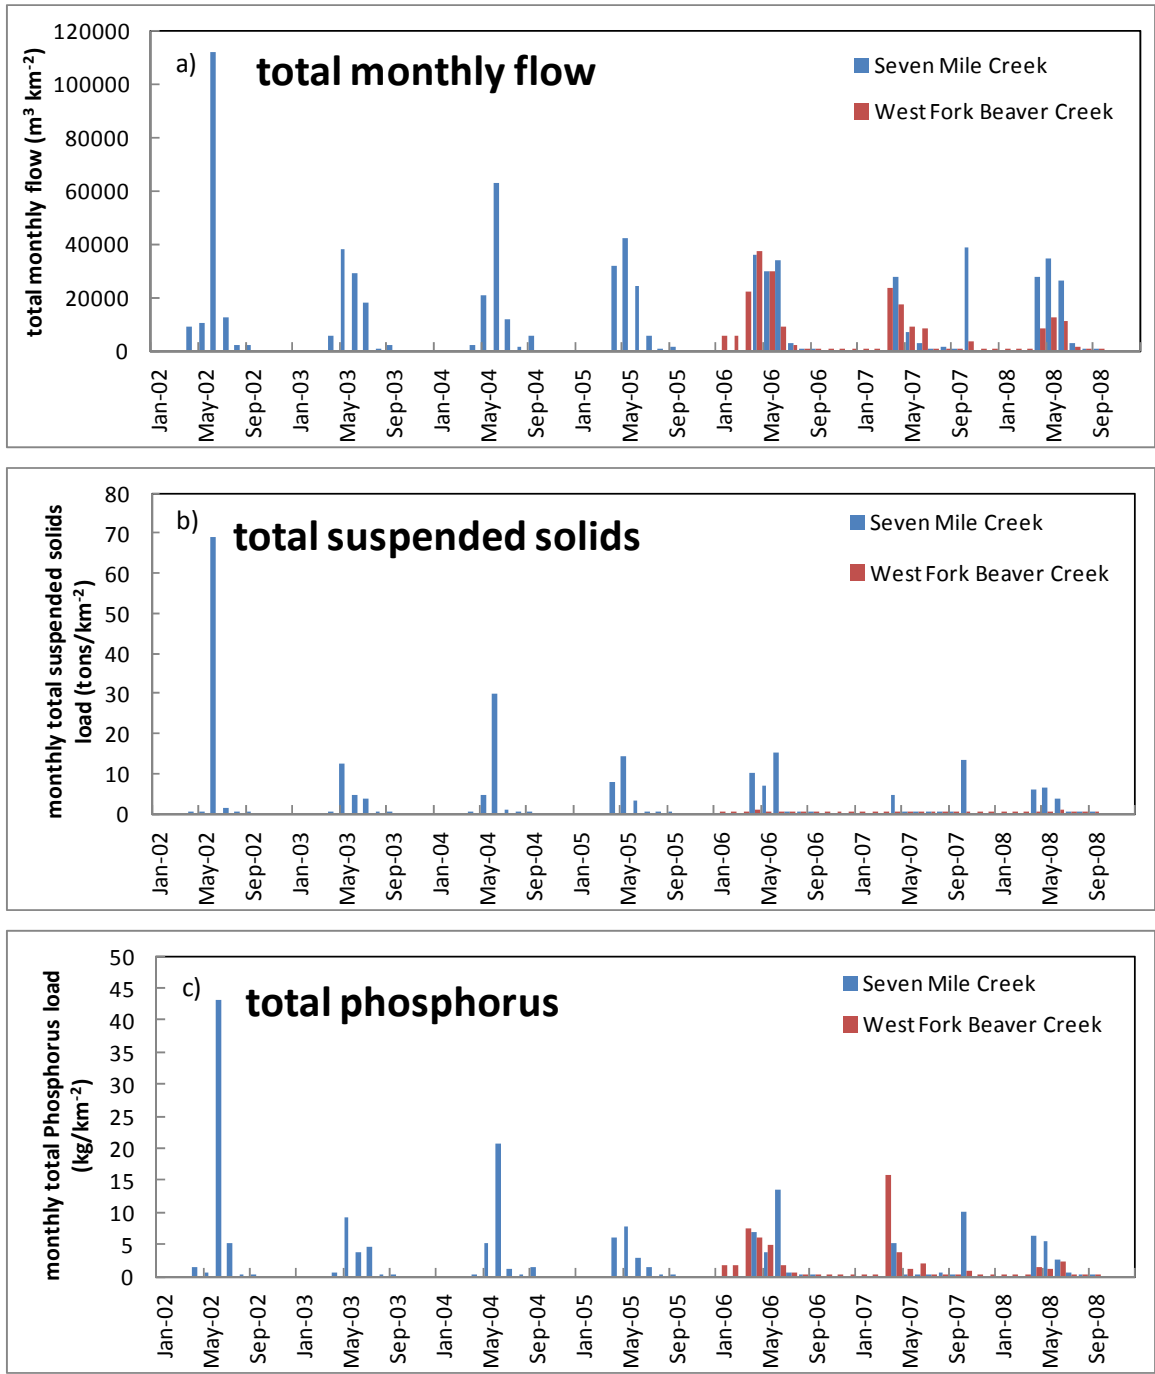 a) total monthly flow
Seven Mile Creek
West Fork Beaver Creek
total monthly flow (m³ km⁻²)
120000
100000
80000
60000
40000
20000
0
Jan-02
May-02
Sep-02
Jan-03
May-03
Sep-03
Jan-04
May-04
Sep-04
Jan-05
May-05
Sep-05
Jan-06
May-06
Sep-06
Jan-07
May-07
Sep-07
Jan-08
May-08
Sep-08
b) total suspended solids
Seven Mile Creek
West Fork Beaver Creek
monthly total suspended solids
load (tons/km⁻²)
80
70
60
50
40
30
20
10
0
Jan-02
May-02
Sep-02
Jan-03
May-03
Sep-03
Jan-04
May-04
Sep-04
Jan-05
May-05
Sep-05
Jan-06
May-06
Sep-06
Jan-07
May-07
Sep-07
Jan-08
May-08
Sep-08
c) total phosphorus
Seven Mile Creek
West Fork Beaver Creek
monthly total Phosphorus load
(kg/km⁻²)
50
45
40
35
30
25
20
15
10
5
0
Jan-02
May-02
Sep-02
Jan-03
May-03
Sep-03
Jan-04
May-04
Sep-04
Jan-05
May-05
Sep-05
Jan-06
May-06
Sep-06
Jan-07
May-07
Sep-07
Jan-08
May-08
Sep-08